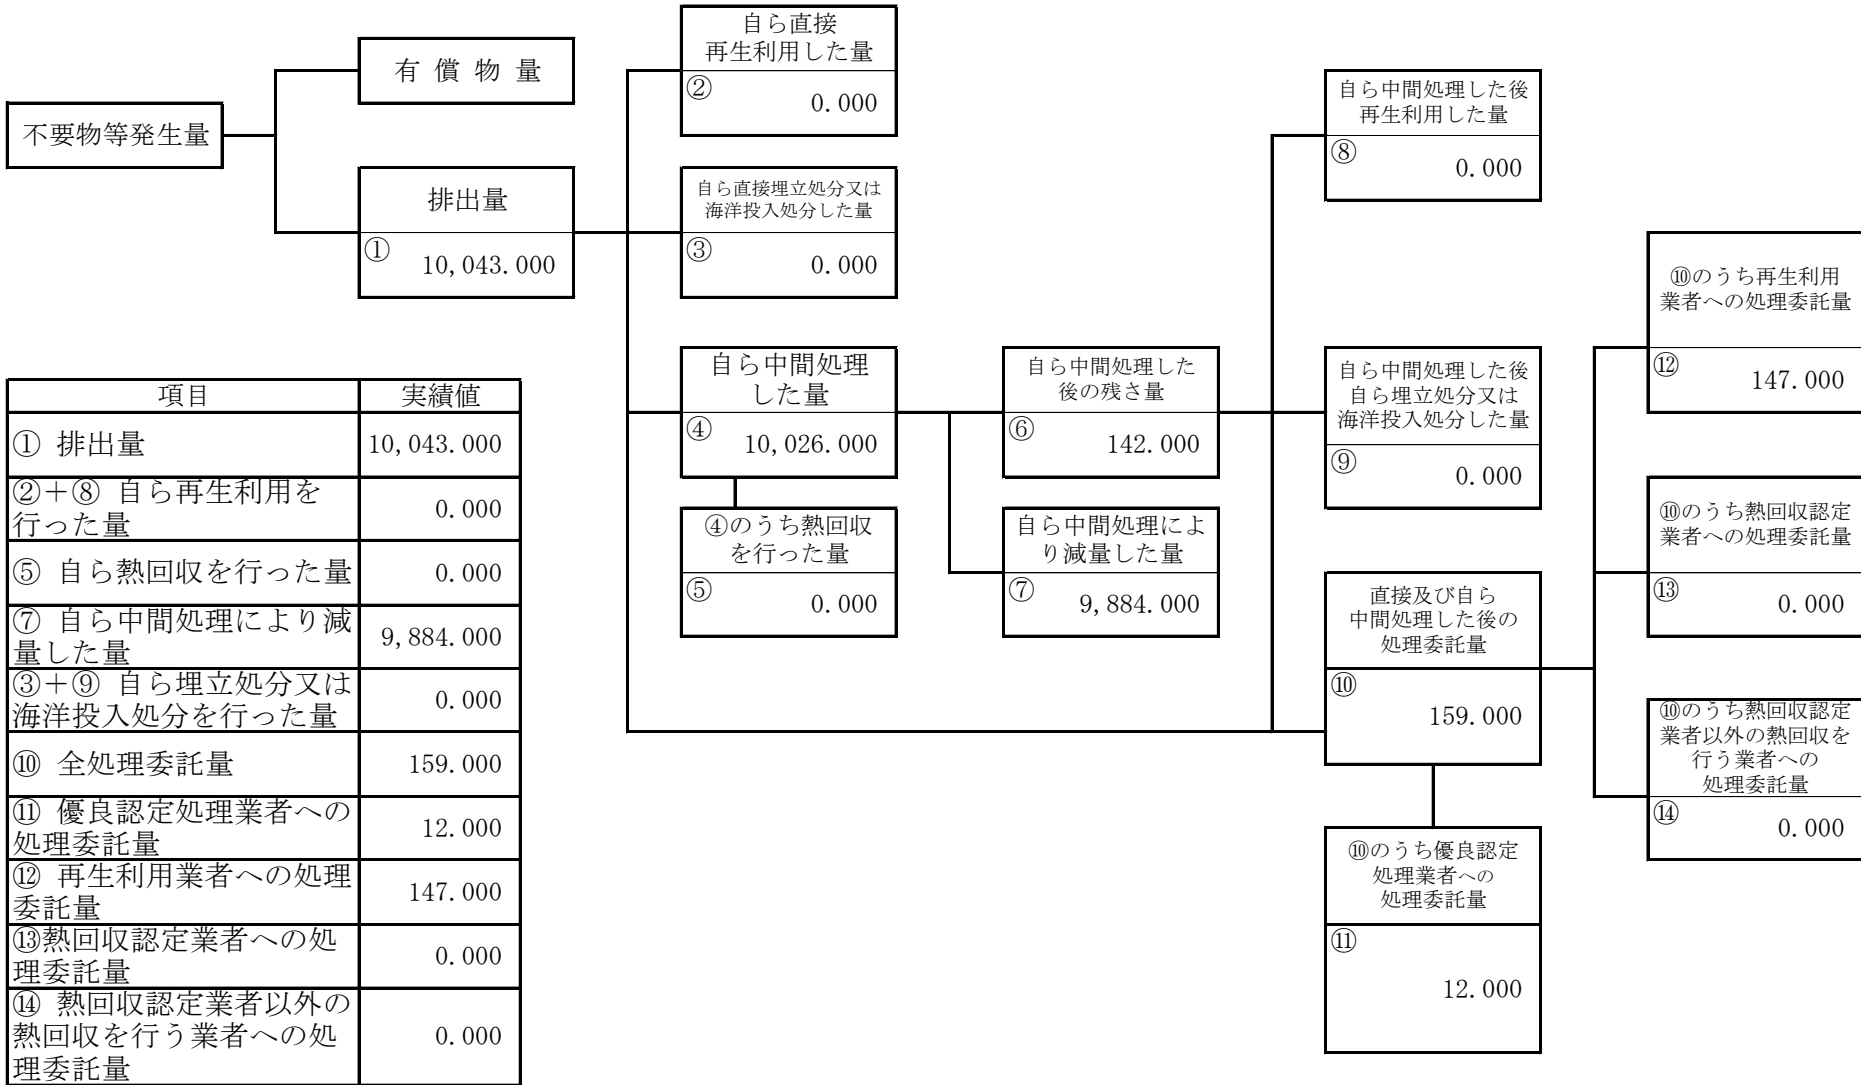 不要物等発生量
有 償 物 量
排出量
①
10,043.000
自ら直接
再生利用した量
②
0.000
自ら直接埋立処分又は
海洋投入処分した量
③
0.000
自ら中間処理
した量
④
10,026.000
④のうち熱回収
を行った量
⑤
0.000
自ら中間処理した
後の残さ量
⑥
142.000
自ら中間処理によ
り減量した量
⑦
9,884.000
自ら中間処理した後
再生利用した量
⑧
0.000
自ら中間処理した後
自ら埋立処分又は
海洋投入処分した量
⑨
0.000
直接及び自ら
中間処理した後の
処理委託量
⑩
159.000
⑩のうち優良認定
処理業者への
処理委託量
⑪
12.000
⑩のうち再生利用
業者への処理委託量
⑫
147.000
⑩のうち熱回収認定
業者への処理委託量
⑬
0.000
⑩のうち熱回収認定
業者以外の熱回収を
行う業者への
処理委託量
⑭
0.000
項目 実績値
① 排出量 10,043.000
②＋⑧ 自ら再生利用を
行った量 0.000
⑤ 自ら熱回収を行った量 0.000
⑦ 自ら中間処理により減
量した量 9,884.000
③＋⑨ 自ら埋立処分又は
海洋投入処分を行った量 0.000
⑩ 全処理委託量 159.000
⑪ 優良認定処理業者への
処理委託量 12.000
⑫ 再生利用業者への処理
委託量 147.000
⑬熱回収認定業者への処
理委託量 0.000
⑭ 熱回収認定業者以外の
熱回収を行う業者への処
理委託量 0.000